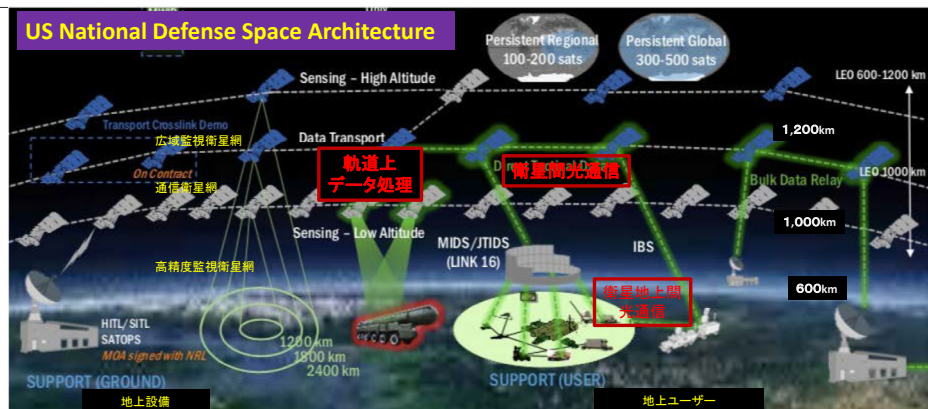 US National Defense Space Architecture
Persistent Regional
100-200 sats
Persistent Global
300-500 sats
Sensing – High Altitude
LEO 600-1200 km
Transport Crosslink Demo
広域監視衛星網
Data Transport
1,200km
軌道上
データ処理
衛星間光通信
On Contract
通信衛星網
Bulk Data Relay
LEO 1000 km
Sensing – Low Altitude
MIDS/JTIDS
(LINK 16)
IBS
1,000km
高精度監視衛星網
衛星地上間
光通信
600km
HITL/SITL
SATOPS
MOA signed with NRL
1200 km
1800 km
2400 km
SUPPORT (GROUND)
SUPPORT (USER)
地上設備
地上ユーザー